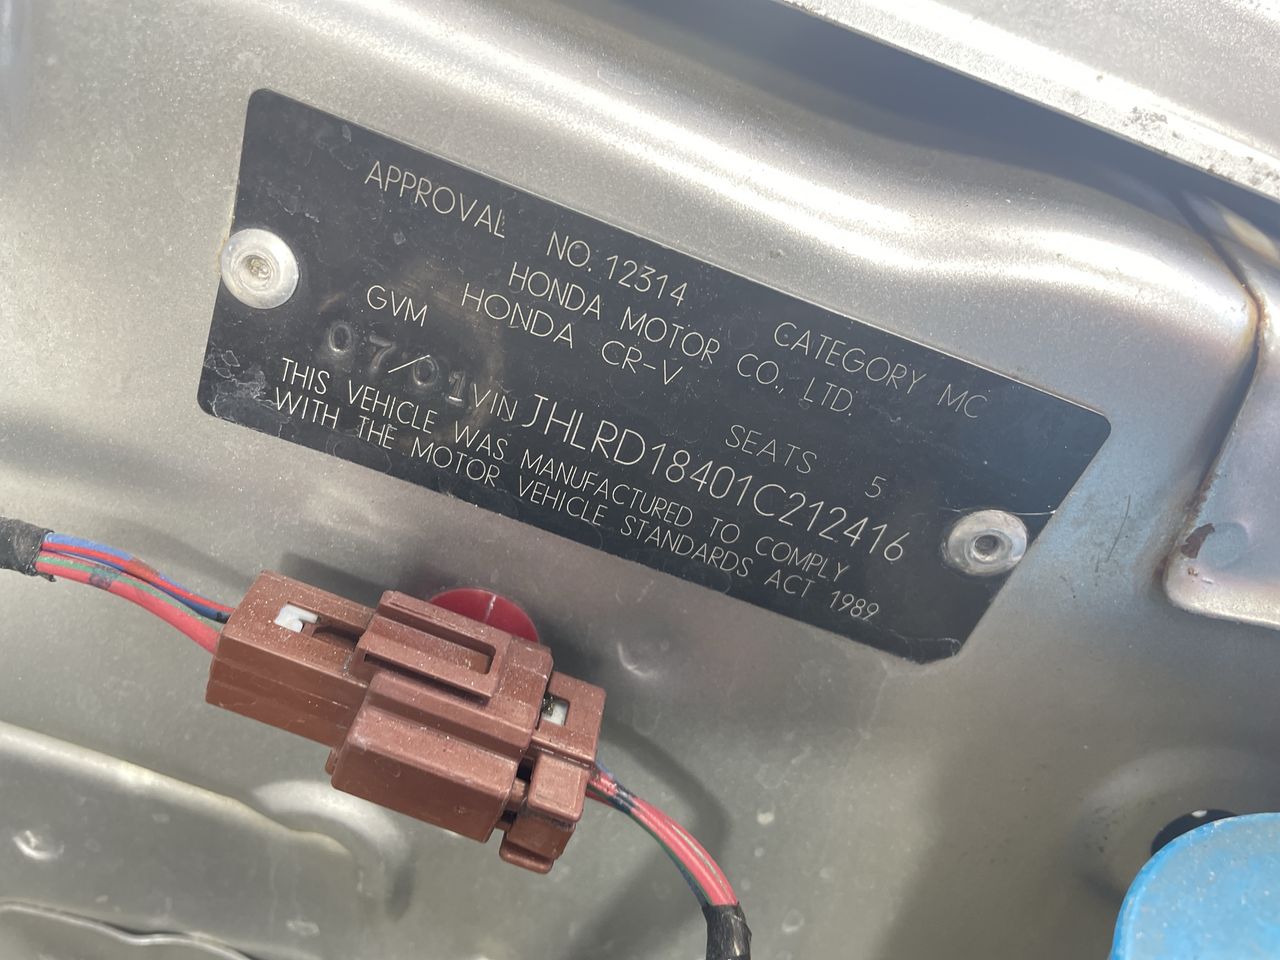 APPROVAL NO. 12314 CATEGORY MC
HONDA MOTOR CO., LTD.
HONDA CR-V
GVM SEATS 5
07/01 VIN JHLRD18401C212416
THIS VEHICLE WAS MANUFACTURED TO COMPLY
WITH THE MOTOR VEHICLE STANDARDS ACT 1989